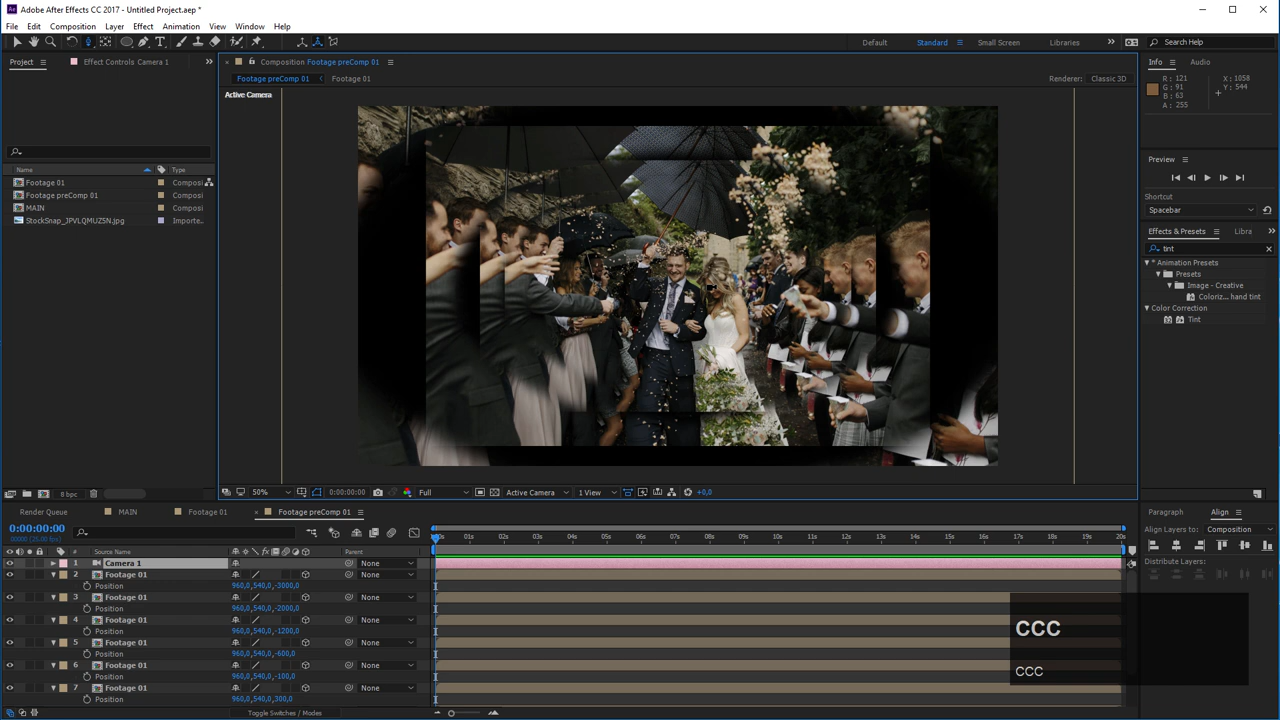 Adobe After Effects CC 2017 - Untitled Project.aep *
File Edit Composition Layer Effect Animation View Window Help
Default Standard Small Screen Libraries Search Help
Project Effect Controls Camera 1
Composition Footage preComp 01
Footage preComp 01 Footage 01
Renderer: Classic 3D
Active Camera
Name Type
Footage 01 Composi
Footage preComp 01 Composi
MAIN Composi
StockSnap_JPVLQMUZ5N.jpg Importe...
8 bpc
50% 0:00:00:00 Full Active Camera 1 View +0,0
Info Audio
R : 121
G : 91
B : 63
A : 255
X : 1058
Y : 544
Preview
Shortcut
Spacebar
Effects & Presets Libra
tint
* Animation Presets
Presets
Image - Creative
Coloriz... hand tint
Color Correction
Tint
Render Queue MAIN Footage 01 Footage preComp 01
0:00:00:00
00000 (25.00 fps)
# Source Name Parent
01s 02s 03s 04s 05s 06s 07s 08s 09s 10s 11s 12s 13s 14s 15s 16s 17s 18s 19s 20s
1 Camera 1 None
2 Footage 01 None
Position 960,0,540,0,-3000,0
3 Footage 01 None
Position 960,0,540,0,-2000,0
4 Footage 01 None
Position 960,0,540,0,-1200,0
5 Footage 01 None
Position 960,0,540,0,-600,0
6 Footage 01 None
Position 960,0,540,0,-100,0
7 Footage 01 None
Position 960,0,540,0,300,0
Toggle Switches / Modes
Paragraph Align
Align Layers to: Composition
Distribute Layers:
CCC
CCC